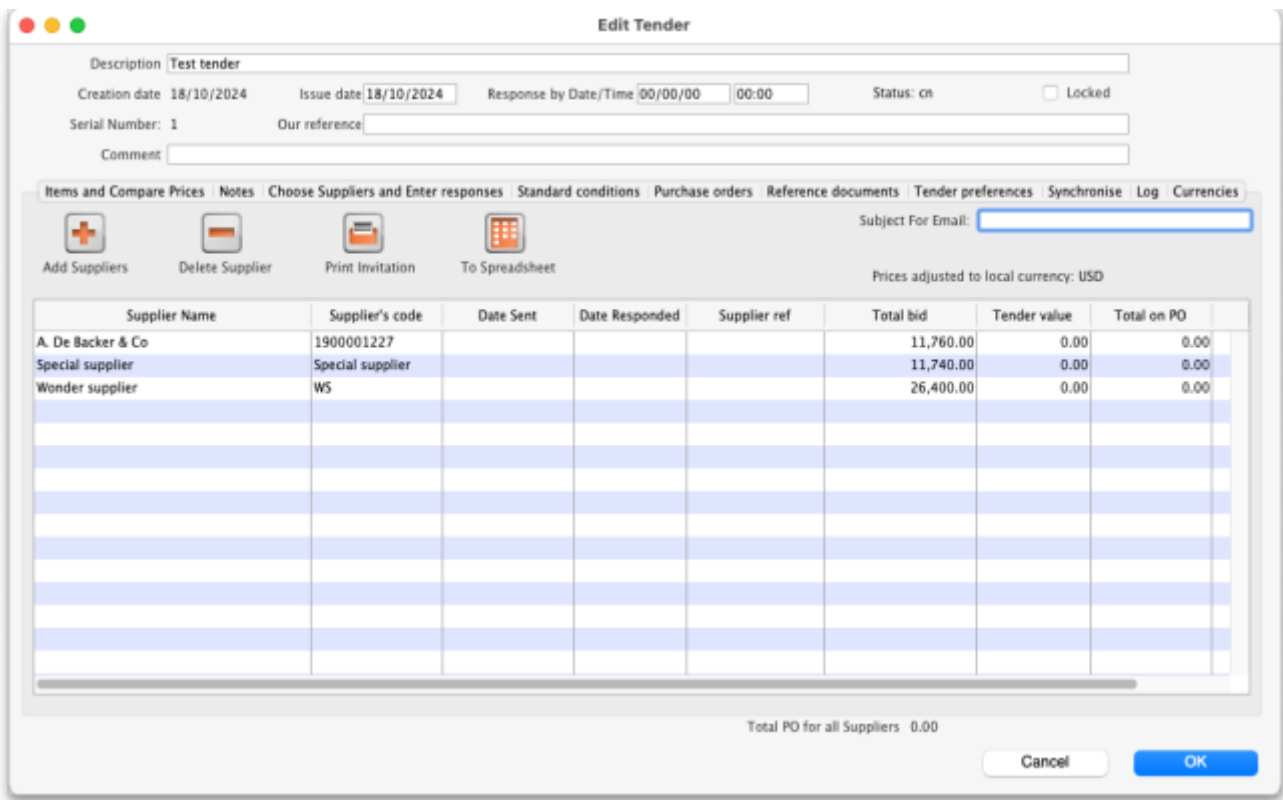 Edit Tender
Description Test tender
Creation date 18/10/2024 Issue date 18/10/2024 Response by Date/Time 00/00/00 00:00 Status: cn Locked
Serial Number: 1 Our reference
Comment
Items and Compare Prices Notes Choose Suppliers and Enter responses Standard conditions Purchase orders Reference documents Tender preferences Synchronise Log Currencies
Subject For Email:
Add Suppliers Delete Supplier Print Invitation To Spreadsheet
Prices adjusted to local currency: USD
Supplier Name Supplier's code Date Sent Date Responded Supplier ref Total bid Tender value Total on PO
A. De Backer & Co 1900001227 11,760.00 0.00 0.00
Special supplier Special supplier 11,740.00 0.00 0.00
Wonder supplier WS 26,400.00 0.00 0.00
Total PO for all Suppliers 0.00
Cancel OK